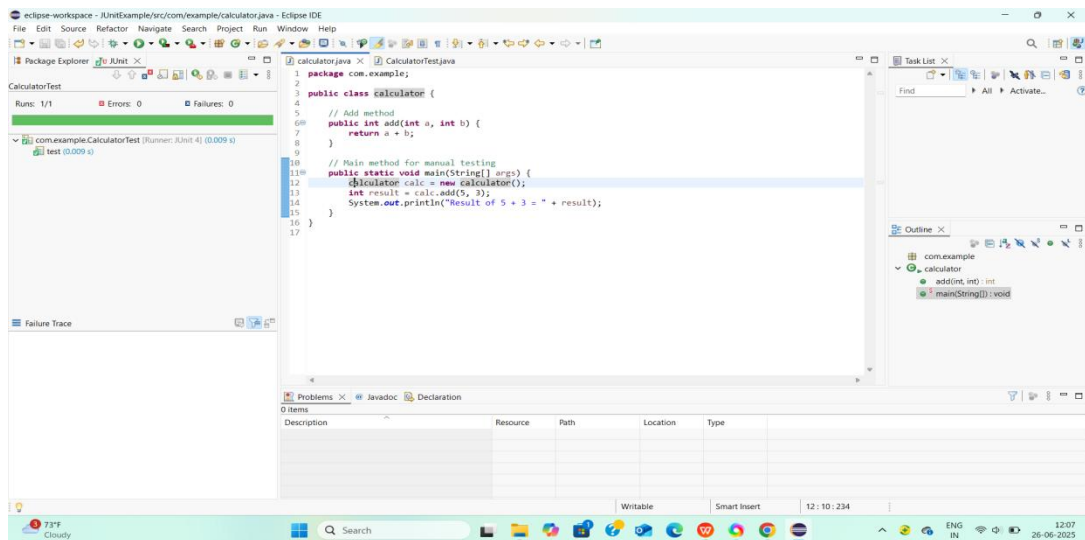 eclipse-workspace - JUnitExample/src/com/example/calculator.java - Eclipse IDE
File Edit Source Refactor Navigate Search Project Run Window Help
Package Explorer JUnit
CalculatorTest
Runs: 1/1 Errors: 0 Failures: 0
com.example.CalculatorTest [Runner: JUnit 4] (0.009 s)
test (0.009 s)
Failure Trace
calculator.java CalculatorTest.java
1 package com.example;
2
3 public class calculator {
4
5 // Add method
6 public int add(int a, int b) {
7 return a + b;
8 }
9
10 // Main method for manual testing
11 public static void main(String[] args) {
12 calculator calc = new calculator();
13 int result = calc.add(5, 3);
14 System.out.println("Result of 5 + 3 = " + result);
15 }
16 }
17
Task List
Find All Activate...
Outline
com.example
calculator
add(int, int) : int
main(String[]) : void
Problems Javadoc Declaration
0 items
Description Resource Path Location Type
Writable Smart Insert 12 : 10 : 234
3
73°F
Cloudy
Search
ENG
IN
12:07
26-06-2025